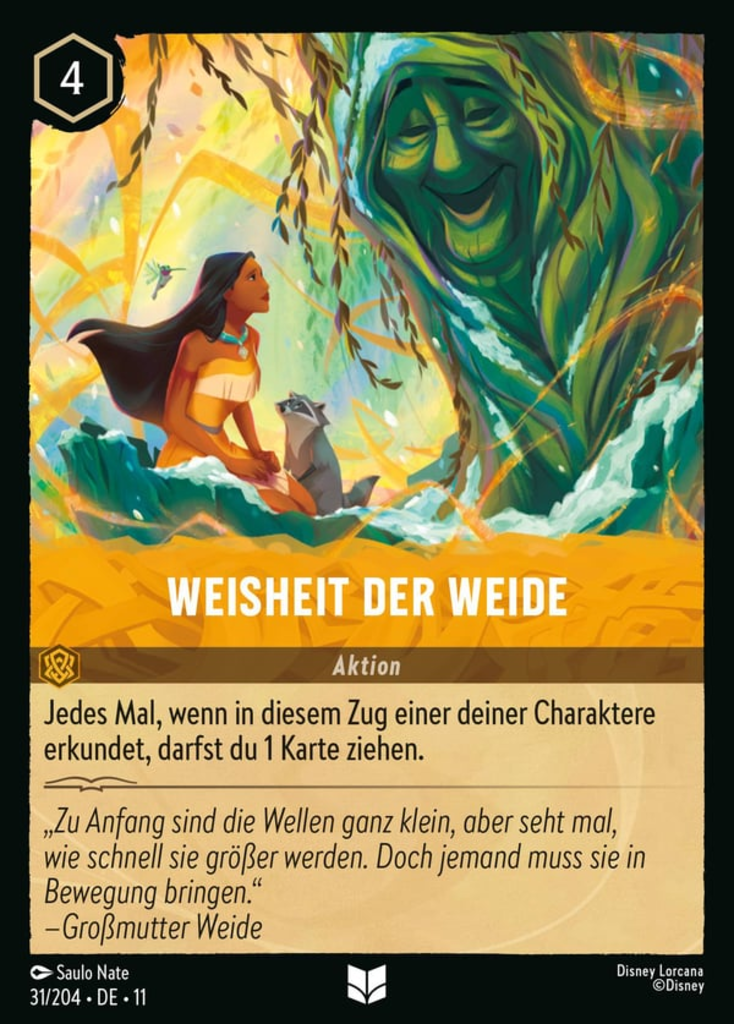 4
WEISHEIT DER WEIDE
Aktion
Jedes Mal, wenn in diesem Zug einer deiner Charaktere
erkundet, darfst du 1 Karte ziehen.
„Zu Anfang sind die Wellen ganz klein, aber seht mal,
wie schnell sie größer werden. Doch jemand muss sie in
Bewegung bringen.“
–Großmutter Weide
Saulo Nate
31/204 • DE • 11
Disney Lorcana
©Disney